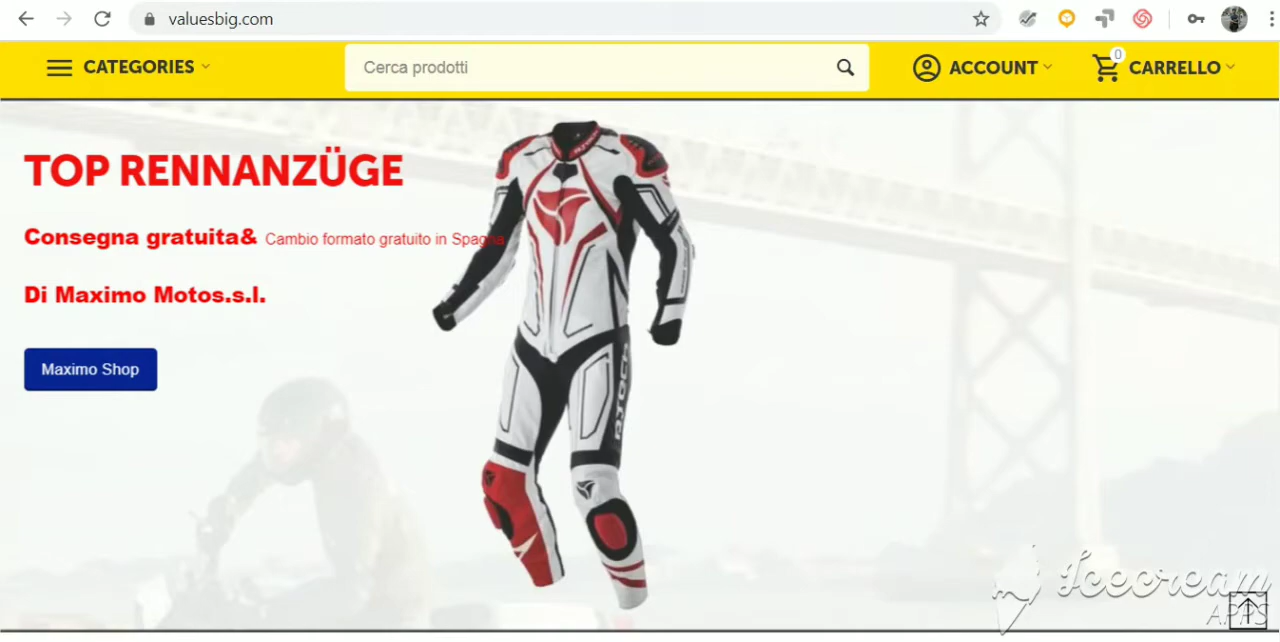 valuesbig.com
CATEGORIES
Cerca prodotti
ACCOUNT
0
CARRELLO
TOP RENNANZÜGE
Consegna gratuita& Cambio formato gratuito in Spagna
Di Maximo Motos.s.l.
Maximo Shop
Icecream
APPS